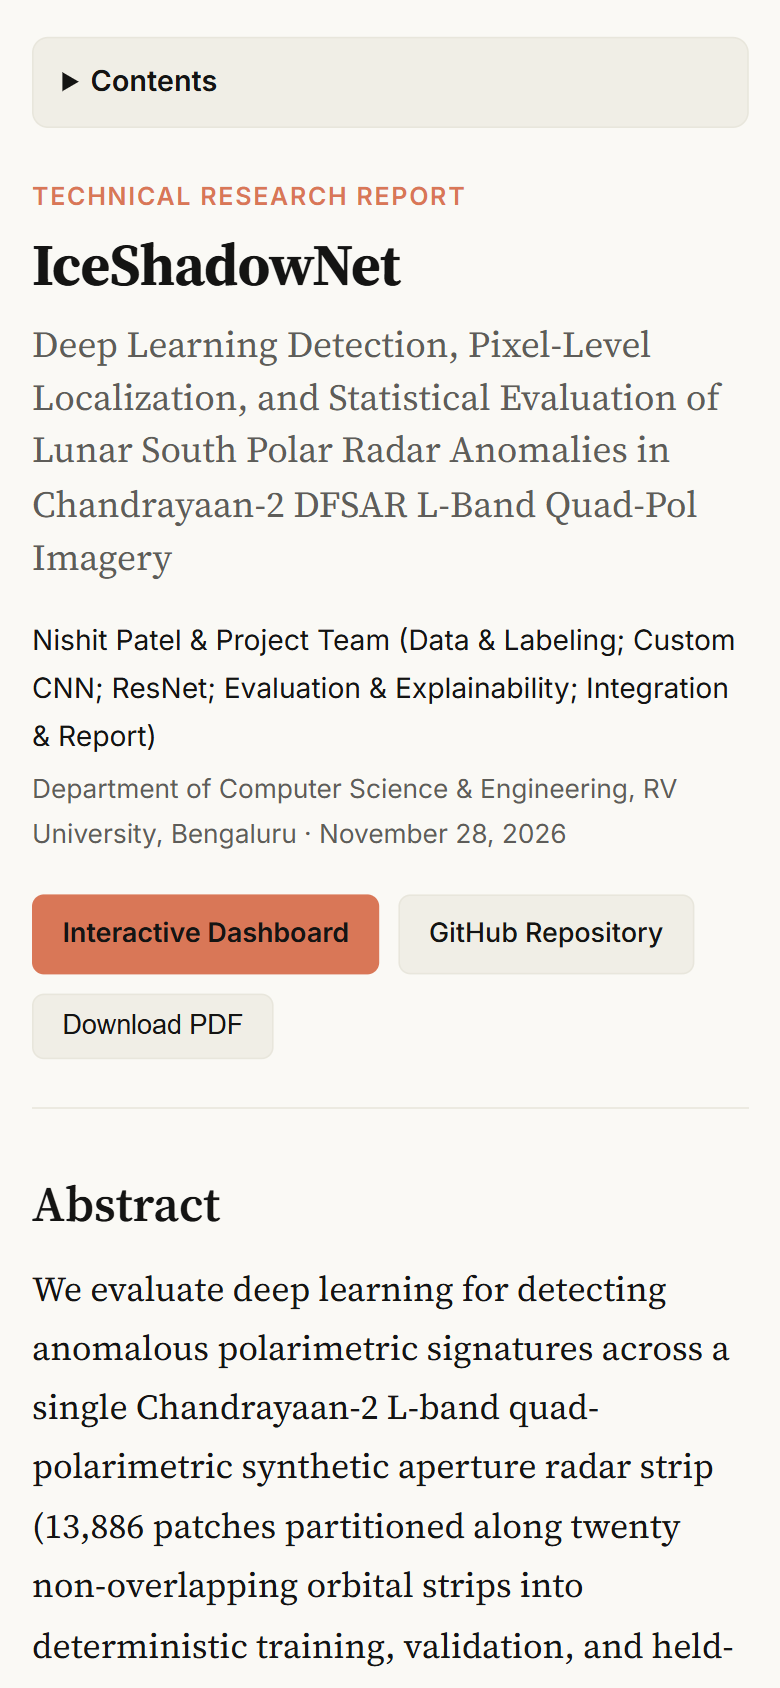 ▶ Contents
TECHNICAL RESEARCH REPORT
IceShadowNet
Deep Learning Detection, Pixel-Level
Localization, and Statistical Evaluation of
Lunar South Polar Radar Anomalies in
Chandrayaan-2 DFSAR L-Band Quad-Pol
Imagery
Nishit Patel & Project Team (Data & Labeling; Custom
CNN; ResNet; Evaluation & Explainability; Integration
& Report)
Department of Computer Science & Engineering, RV
University, Bengaluru · November 28, 2026
Interactive Dashboard
GitHub Repository
Download PDF
Abstract
We evaluate deep learning for detecting
anomalous polarimetric signatures across a
single Chandrayaan-2 L-band quad-
polarimetric synthetic aperture radar strip
(13,886 patches partitioned along twenty
non-overlapping orbital strips into
deterministic training, validation, and held-